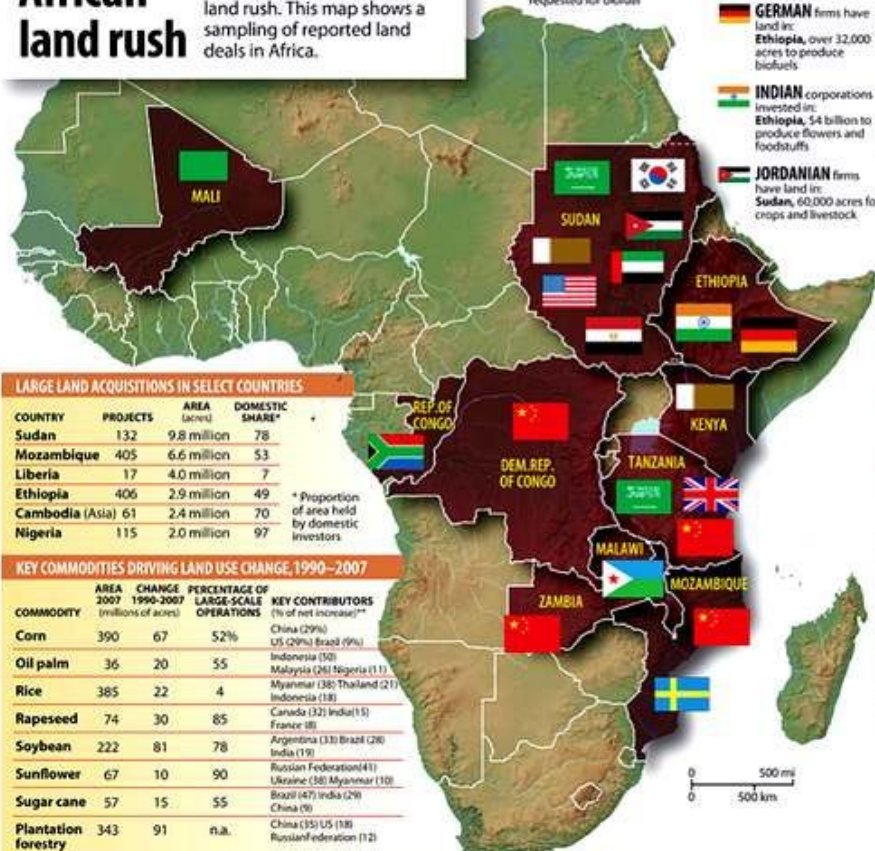 African
land rush
land rush. This map shows a
sampling of reported land
deals in Africa.
requested for biofuel
GERMAN firms have
land in:
Ethiopia, over 32,000
acres to produce
biofuels
INDIAN corporations
invested in:
Ethiopia, $4 billion to
produce flowers and
foodstuffs
JORDANIAN firms
have land in:
Sudan, 60,000 acres fo
crops and livestock
MALI
SUDAN
ETHIOPIA
REP. OF
CONGO
DEM. REP.
OF CONGO
KENYA
TANZANIA
MALAWI
MOZAMBIQUE
ZAMBIA
0 500 mi
0 500 km
LARGE LAND ACQUISITIONS IN SELECT COUNTRIES
COUNTRY PROJECTS AREA (acres) DOMESTIC SHARE*
Sudan 132 9.8 million 78
Mozambique 405 6.6 million 53
Liberia 17 4.0 million 7
Ethiopia 406 2.9 million 49
Cambodia (Asia) 61 2.4 million 70
Nigeria 115 2.0 million 97
* Proportion
of area held
by domestic
investors
KEY COMMODITIES DRIVING LAND USE CHANGE, 1990–2007
COMMODITY AREA 2007 CHANGE 1990-2007 (millions of acres) PERCENTAGE OF LARGE-SCALE OPERATIONS KEY CONTRIBUTORS (% of net increase)**
Corn 390 67 52% China (29%)
US (29%) Brazil (9%)
Oil palm 36 20 55 Indonesia (50)
Malaysia (26) Nigeria (11)
Rice 385 22 4 Myanmar (38) Thailand (21)
Indonesia (18)
Rapeseed 74 30 85 Canada (32) India(15)
France (8)
Soybean 222 81 78 Argentina (33) Brazil (28)
India (19)
Sunflower 67 10 90 Russian Federation(41)
Ukraine (38) Myanmar (10)
Sugar cane 57 15 55 Brazil (47) India (29)
China (9)
Plantation
forestry 343 91 n.a. China (35) US (18)
RussianFederation (12)